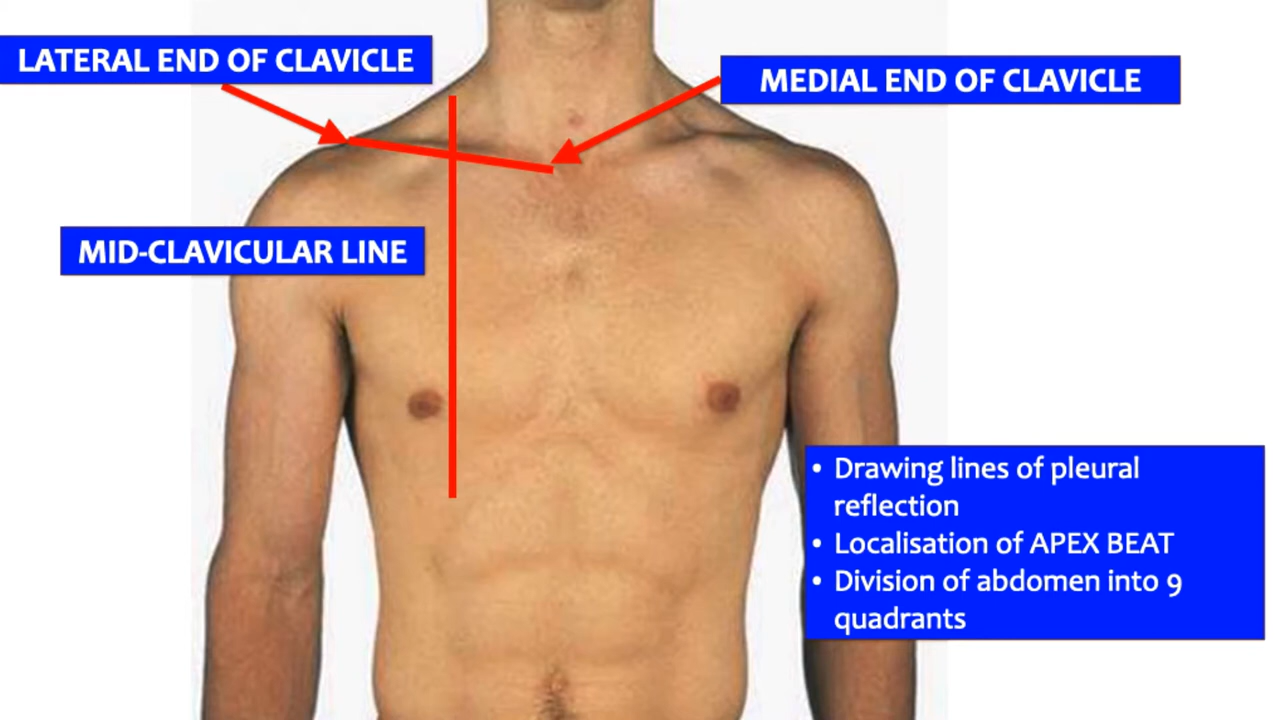 LATERAL END OF CLAVICLE
MEDIAL END OF CLAVICLE
MID-CLAVICULAR LINE
• Drawing lines of pleural
reflection
• Localisation of APEX BEAT
• Division of abdomen into 9
quadrants